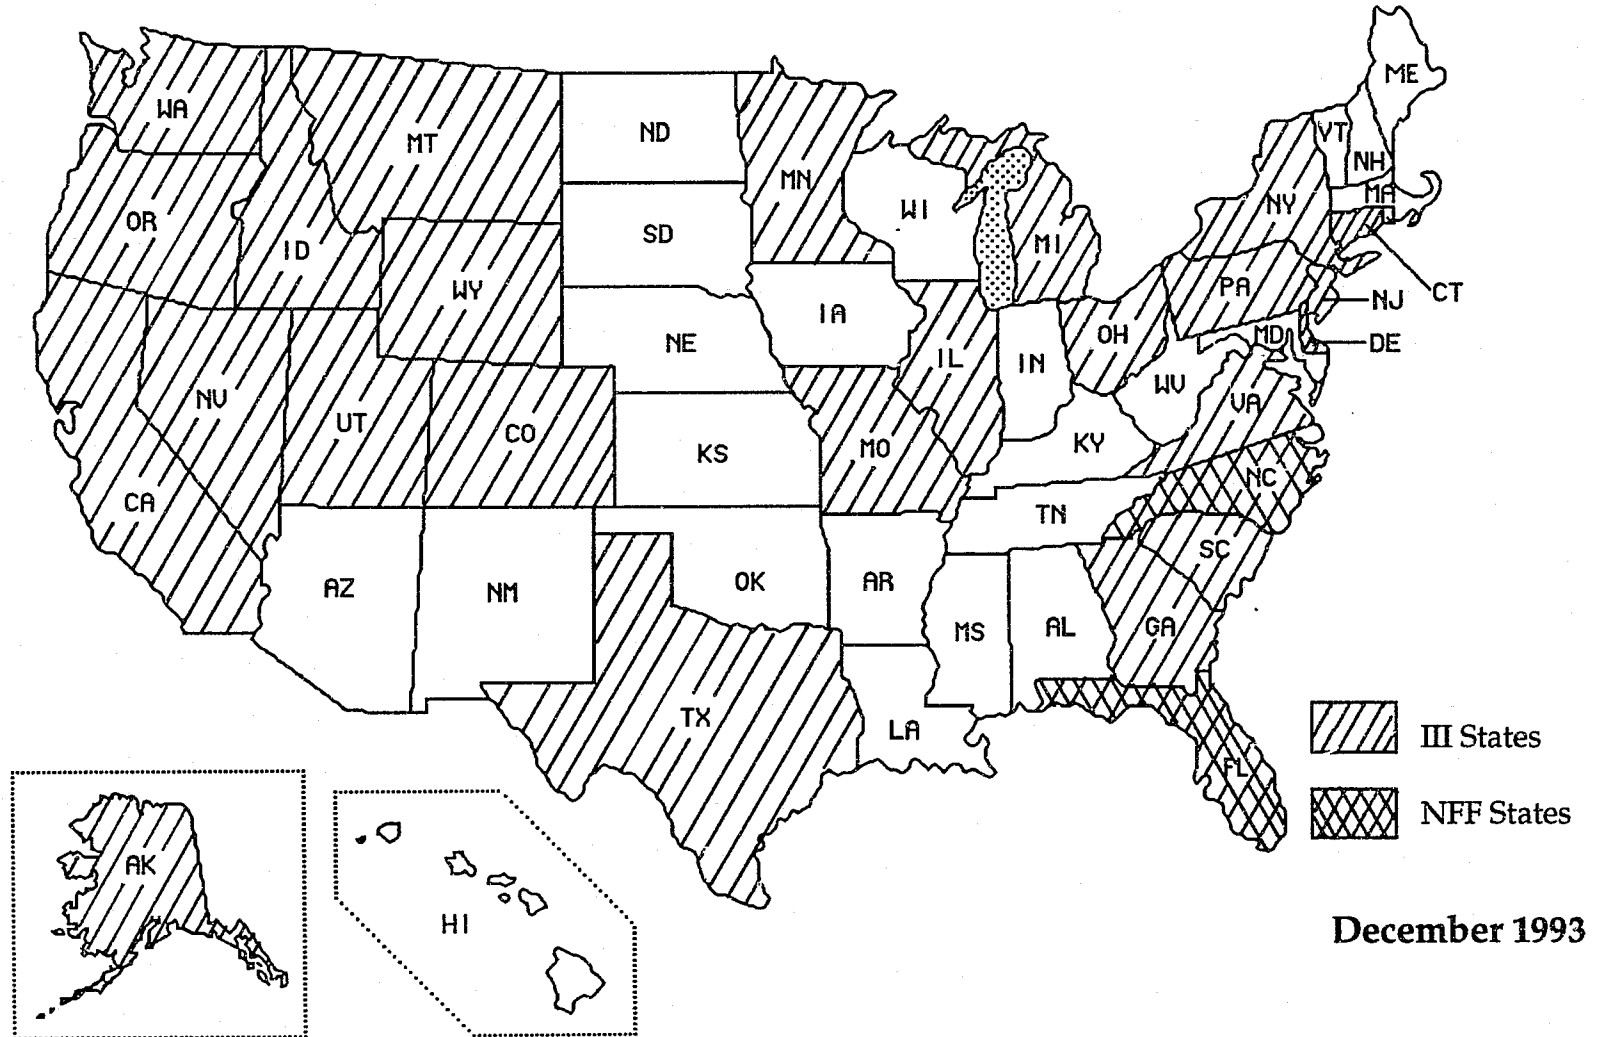 ME
WA
VT
ND
MT
NH
MN
MA
WI
NY
OR
SD
MI
ID
PA
WY
CT
NJ
IA
MD
OH
DE
NE
IL
IN
WV
NV
VA
UT
CO
KY
KS
MO
NC
CA
TN
SC
AZ
OK
AR
NM
MS
AL
GA
TX
LA
III States
FL
NFF States
AK
HI
December 1993